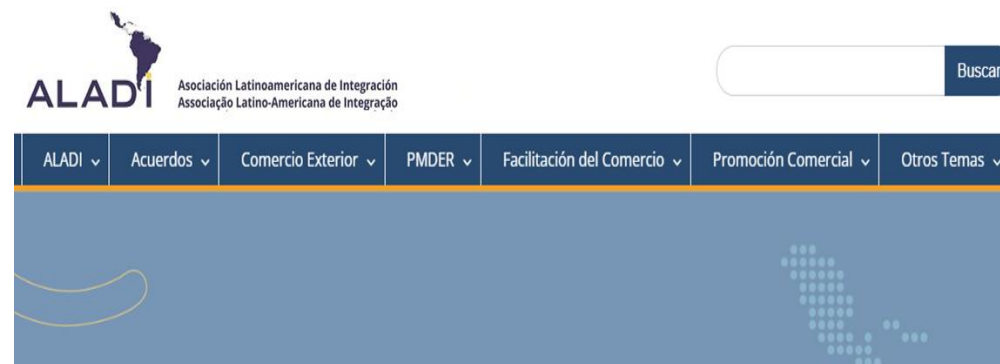 ALADI
Asociación Latinoamericana de Integración
Associação Latino-Americana de Integração
Buscar
ALADI
Acuerdos
Comercio Exterior
PMDER
Facilitación del Comercio
Promoción Comercial
Otros Temas